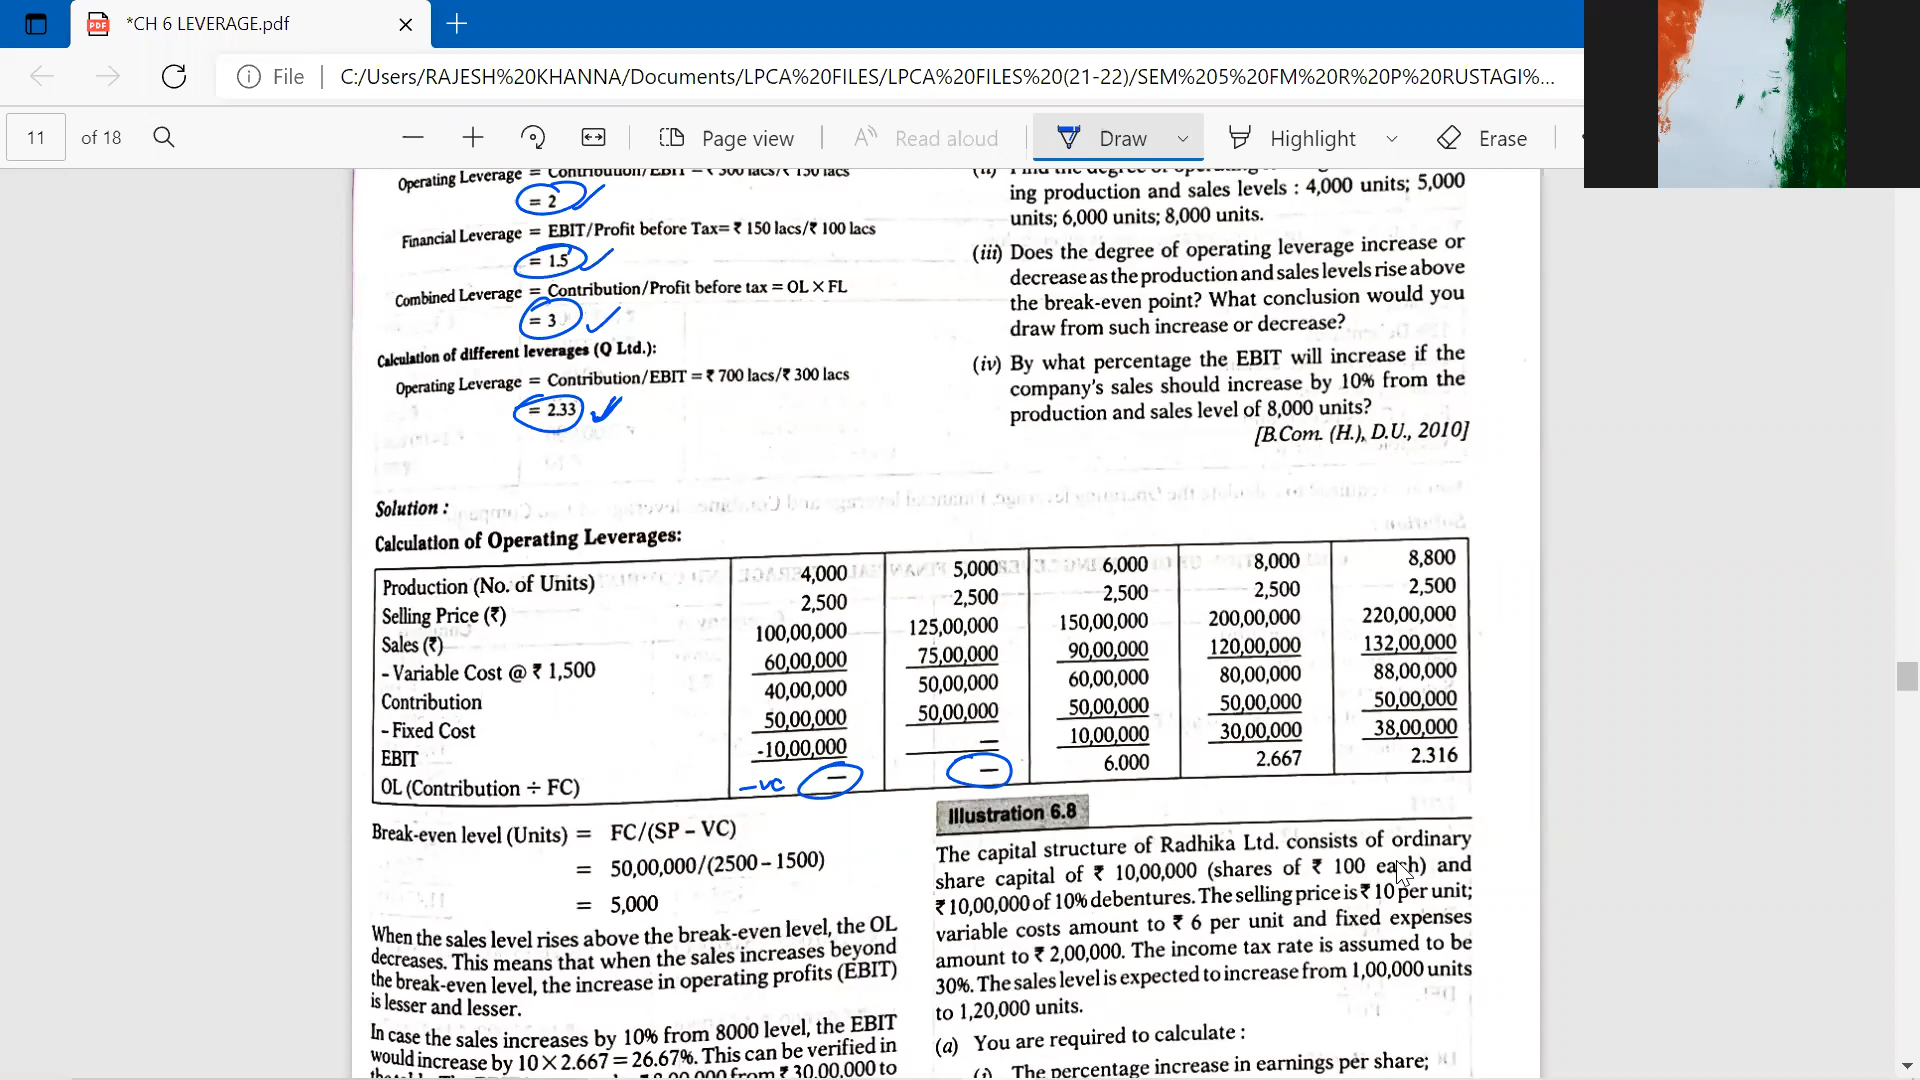 *CH 6 LEVERAGE.pdf
File
C:/Users/RAJESH%20KHANNA/Documents/LPCA%20FILES/LPCA%20FILES%20(21-22)/SEM%205%20FM%20R%20P%20RUSTAGI%...
11 of 18
Page view
Read aloud
Draw
Highlight
Erase
Operating Leverage = Contribution/EBIT = ₹ 300 lacs/₹ 150 lacs
= 2
Financial Leverage = EBIT/Profit before Tax= ₹ 150 lacs/₹ 100 lacs
= 1.5
Combined Leverage = Contribution/Profit before tax = OL × FL
= 3
Calculation of different leverages (Q Ltd.):
Operating Leverage = Contribution/EBIT = ₹ 700 lacs/₹ 300 lacs
= 2.33
(ii) Find the degree of
ing production and sales levels : 4,000 units; 5,000
units; 6,000 units; 8,000 units.
(iii) Does the degree of operating leverage increase or
decrease as the production and sales levels rise above
the break-even point? What conclusion would you
draw from such increase or decrease?
(iv) By what percentage the EBIT will increase if the
company's sales should increase by 10% from the
production and sales level of 8,000 units?
[B.Com. (H.), D.U., 2010]
Solution :
Calculation of Operating Leverages:
Production (No. of Units) 4,000 5,000 6,000 8,000 8,800
Selling Price (₹) 2,500 2,500 2,500 2,500 2,500
Sales (₹) 100,00,000 125,00,000 150,00,000 200,00,000 220,00,000
- Variable Cost @ ₹ 1,500 60,00,000 75,00,000 90,00,000 120,00,000 132,00,000
Contribution 40,00,000 50,00,000 60,00,000 80,00,000 88,00,000
- Fixed Cost 50,00,000 50,00,000 50,00,000 50,00,000 50,00,000
EBIT -10,00,000 — 10,00,000 30,00,000 38,00,000
OL (Contribution ÷ FC) -vc — — 6.000 2.667 2.316
Break-even level (Units) = FC/(SP – VC)
= 50,00,000/(2500 – 1500)
= 5,000
When the sales level rises above the break-even level, the OL
decreases. This means that when the sales increases beyond
the break-even level, the increase in operating profits (EBIT)
is lesser and lesser.
In case the sales increases by 10% from 8000 level, the EBIT
would increase by 10×2.667 = 26.67%. This can be verified in
from ₹ 30,00,000 to
Illustration 6.8
The capital structure of Radhika Ltd. consists of ordinary
share capital of ₹ 10,00,000 (shares of ₹ 100 each) and
₹ 10,00,000 of 10% debentures. The selling price is ₹ 10 per unit;
variable costs amount to ₹ 6 per unit and fixed expenses
amount to ₹ 2,00,000. The income tax rate is assumed to be
30%. The sales level is expected to increase from 1,00,000 units
to 1,20,000 units.
(a) You are required to calculate :
(i) The percentage increase in earnings per share;